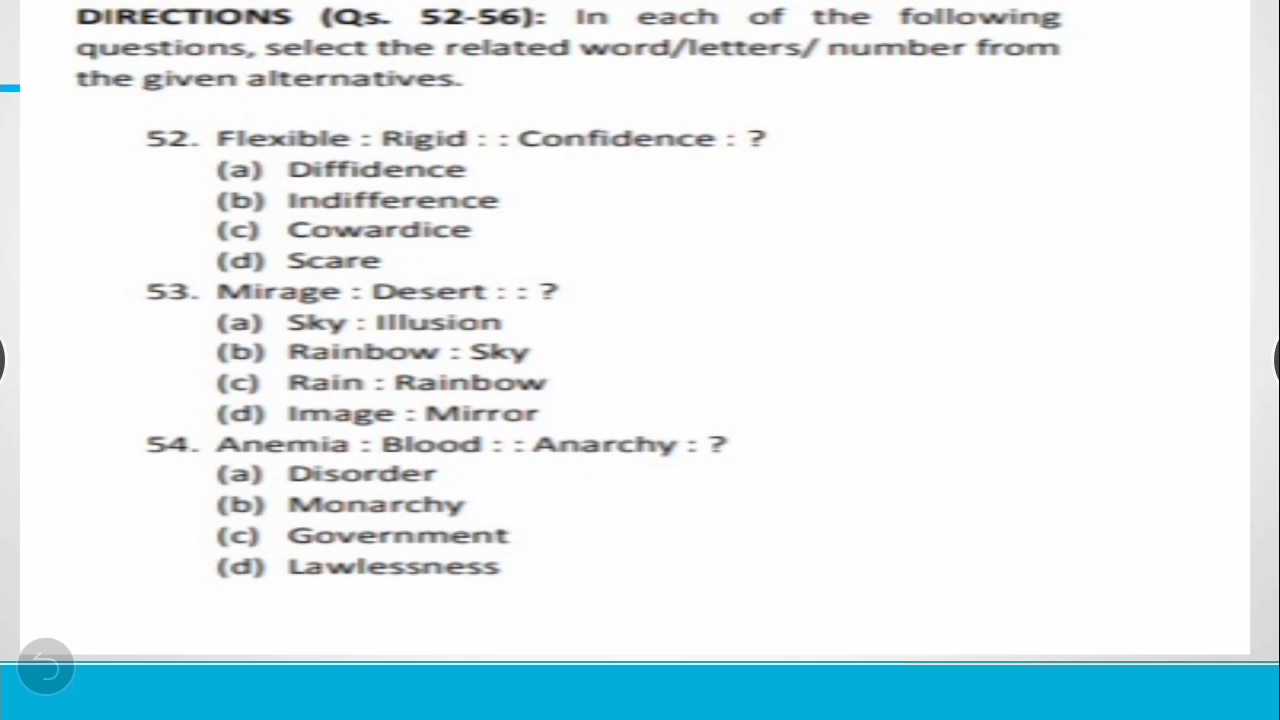 DIRECTIONS (Qs. 52-56): In each of the following
questions, select the related word/letters/ number from
the given alternatives.
52. Flexible : Rigid : : Confidence : ?
(a) Diffidence
(b) Indifference
(c) Cowardice
(d) Scare
53. Mirage : Desert : : ?
(a) Sky : Illusion
(b) Rainbow : Sky
(c) Rain : Rainbow
(d) Image : Mirror
54. Anemia : Blood : : Anarchy : ?
(a) Disorder
(b) Monarchy
(c) Government
(d) Lawlessness